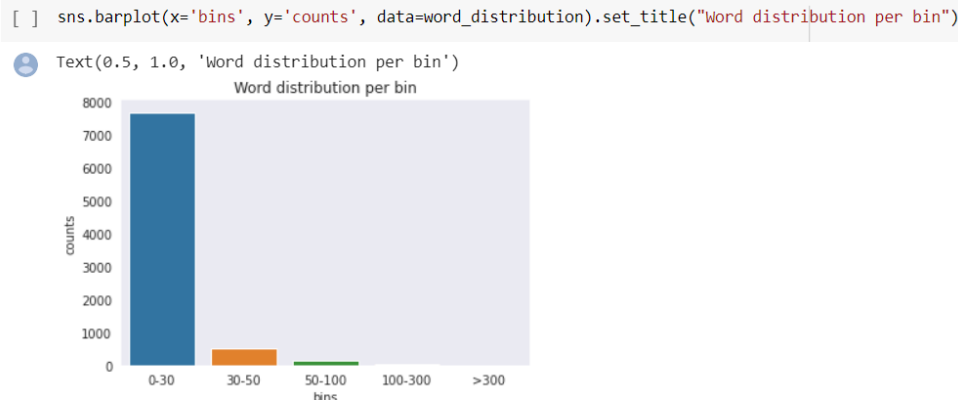 [ ] sns.barplot(x='bins', y='counts', data=word_distribution).set_title("Word distribution per bin")
Text(0.5, 1.0, 'Word distribution per bin')
Word distribution per bin
8000
7000
6000
5000
4000
3000
2000
1000
0
counts
0-30 30-50 50-100 100-300 >300
bins